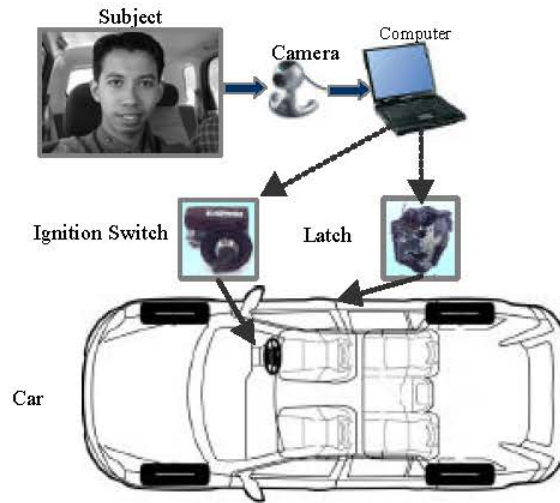 Subject
Camera
Computer
Ignition Switch
Latch
Car